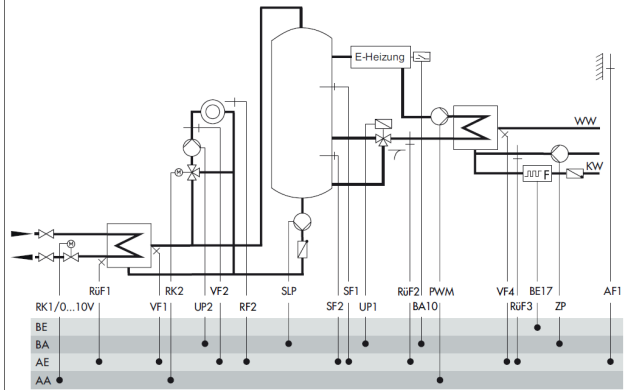 E-Heizung
WW
KW
F
M
M
RüF1
RK2
VF2
SLP
SF1
RüF2
PWM
VF4
BE17
AF1
RK1/0...10V
VF1
UP2
RF2
SF2
UP1
BA10
RüF3
ZP
BE
BA
AE
AA